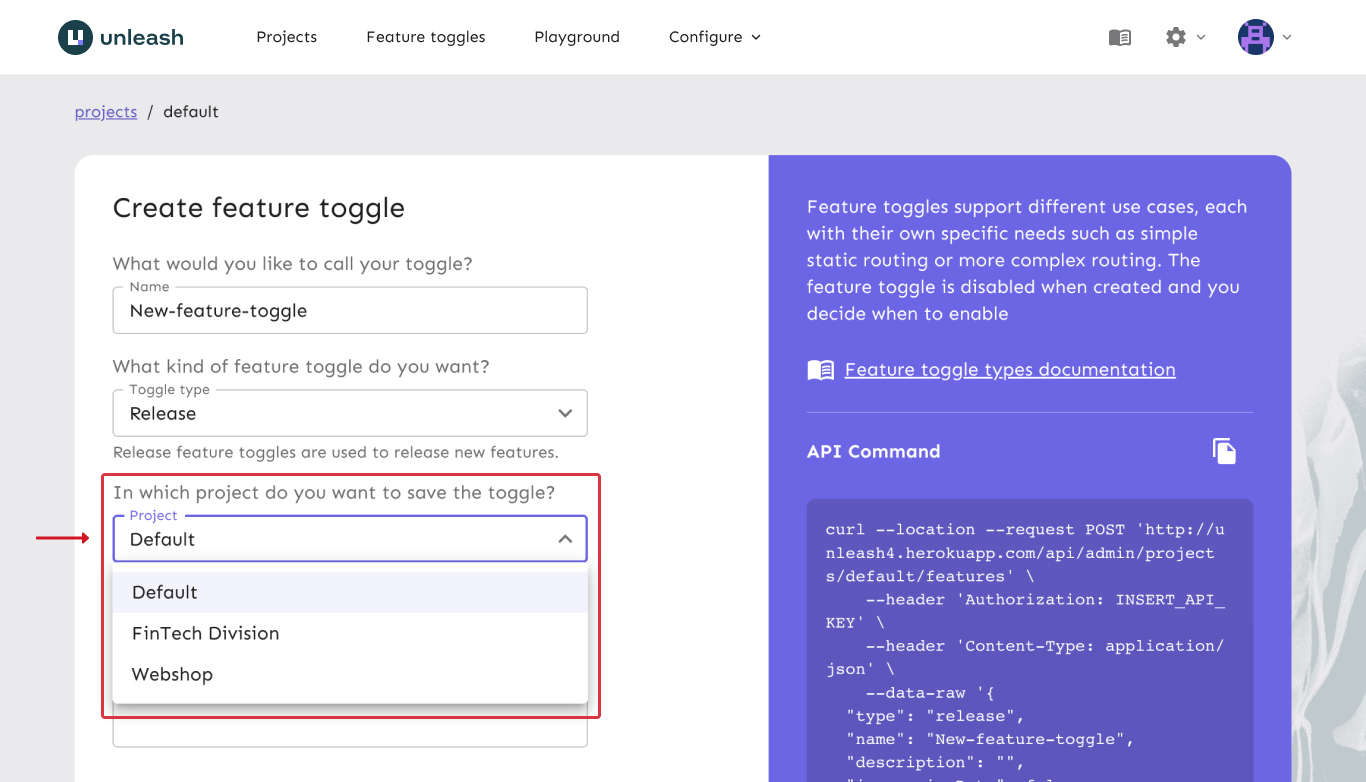 unleash
Projects
Feature toggles
Playground
Configure
projects / default
Create feature toggle
What would you like to call your toggle?
Name
New-feature-toggle
What kind of feature toggle do you want?
Toggle type
Release
Release feature toggles are used to release new features.
In which project do you want to save the toggle?
Project
Default
Default
FinTech Division
Webshop
Feature toggles support different use cases, each
with their own specific needs such as simple
static routing or more complex routing. The
feature toggle is disabled when created and you
decide when to enable
Feature toggle types documentation
API Command
curl --location --request POST 'http://u
nleash4.herokuapp.com/api/admin/project
s/default/features' \
--header 'Authorization: INSERT_API_
KEY' \
--header 'Content-Type: application/
json' \
--data-raw '{
"type": "release",
"name": "New-feature-toggle",
"description": "",